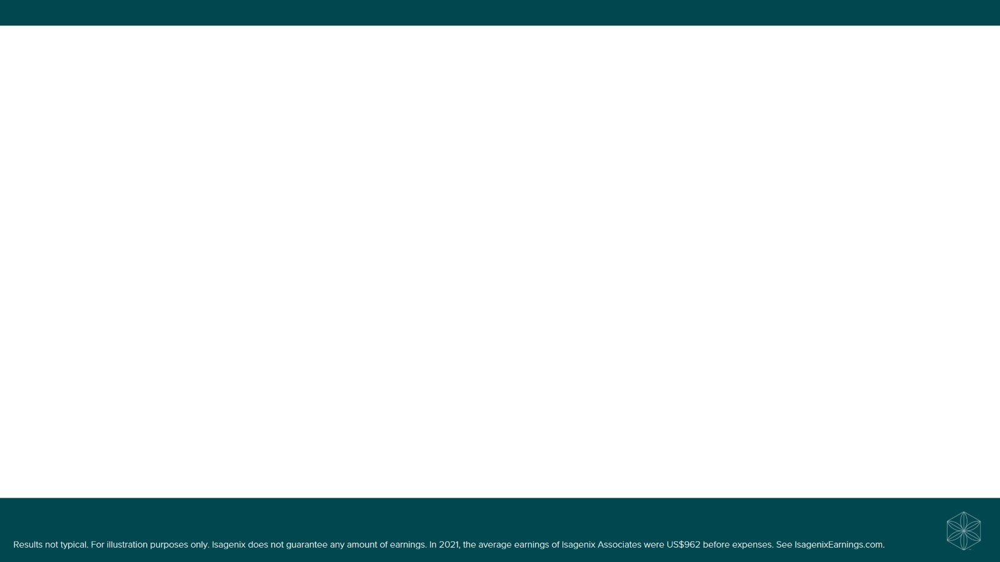 Results not typical. For illustration purposes only. Isagenix does not guarantee any amount of earnings. In 2021, the average earnings of Isagenix Associates were US$962 before expenses. See IsagenixEarnings.com.